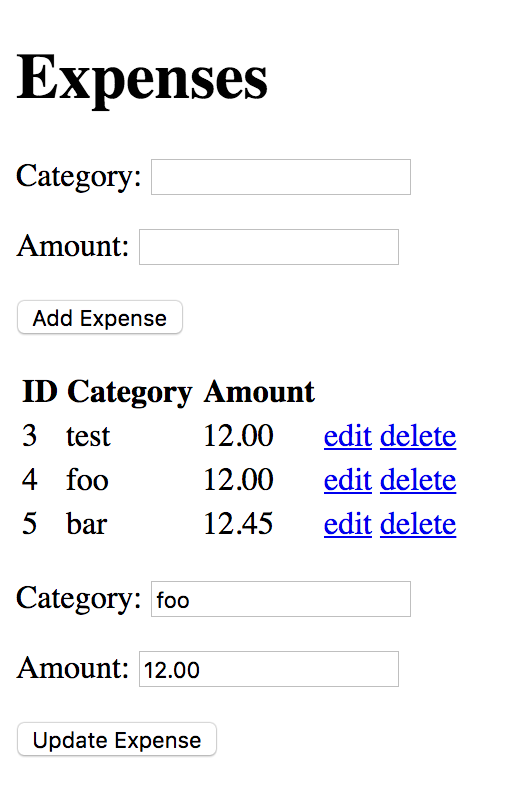 Expenses
Category:
Amount:
Add Expense
ID Category Amount
3 test 12.00 edit delete
4 foo 12.00 edit delete
5 bar 12.45 edit delete
Category: foo
Amount: 12.00
Update Expense